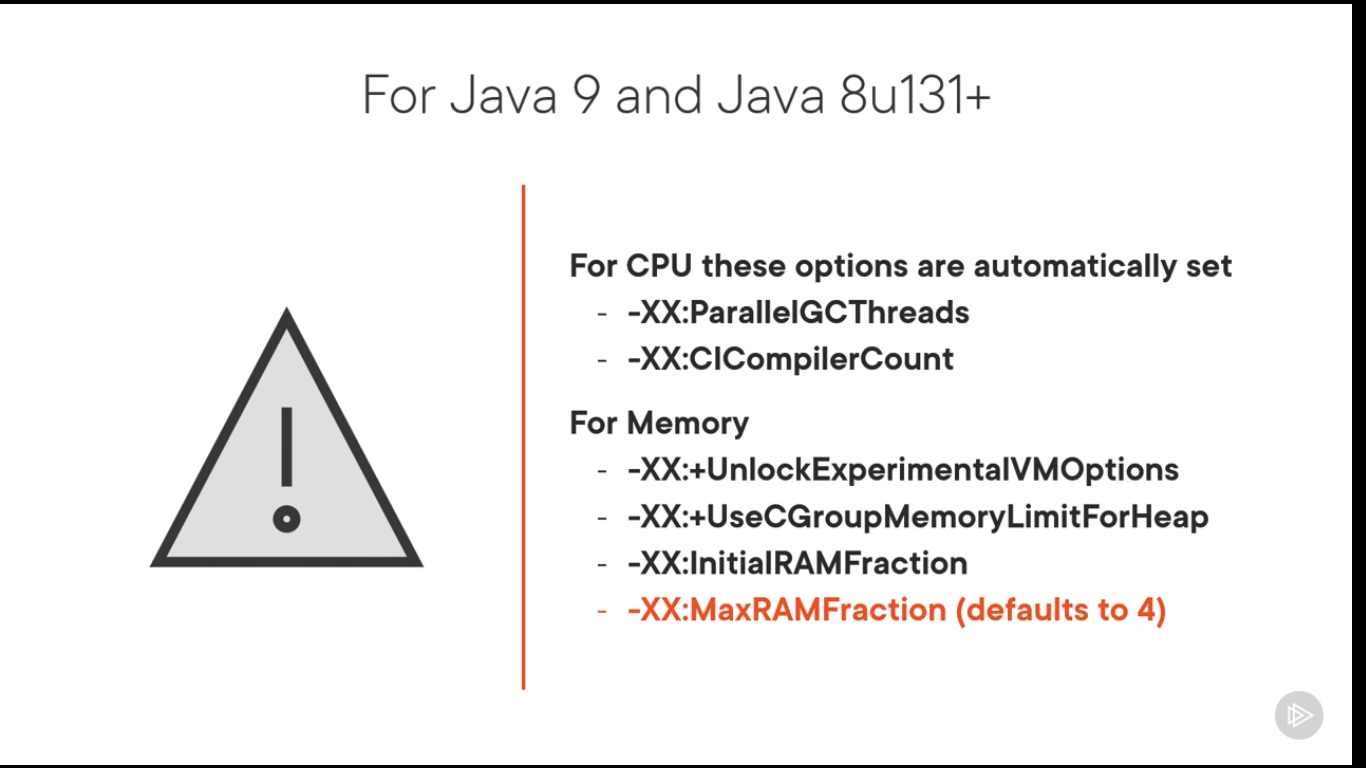 For Java 9 and Java 8u131+
For CPU these options are automatically set
- -XX:ParallelGCThreads
- -XX:CICompilerCount
For Memory
- -XX:+UnlockExperimentalVMOptions
- -XX:+UseCGroupMemoryLimitForHeap
- -XX:InitialRAMFraction
- -XX:MaxRAMFraction (defaults to 4)